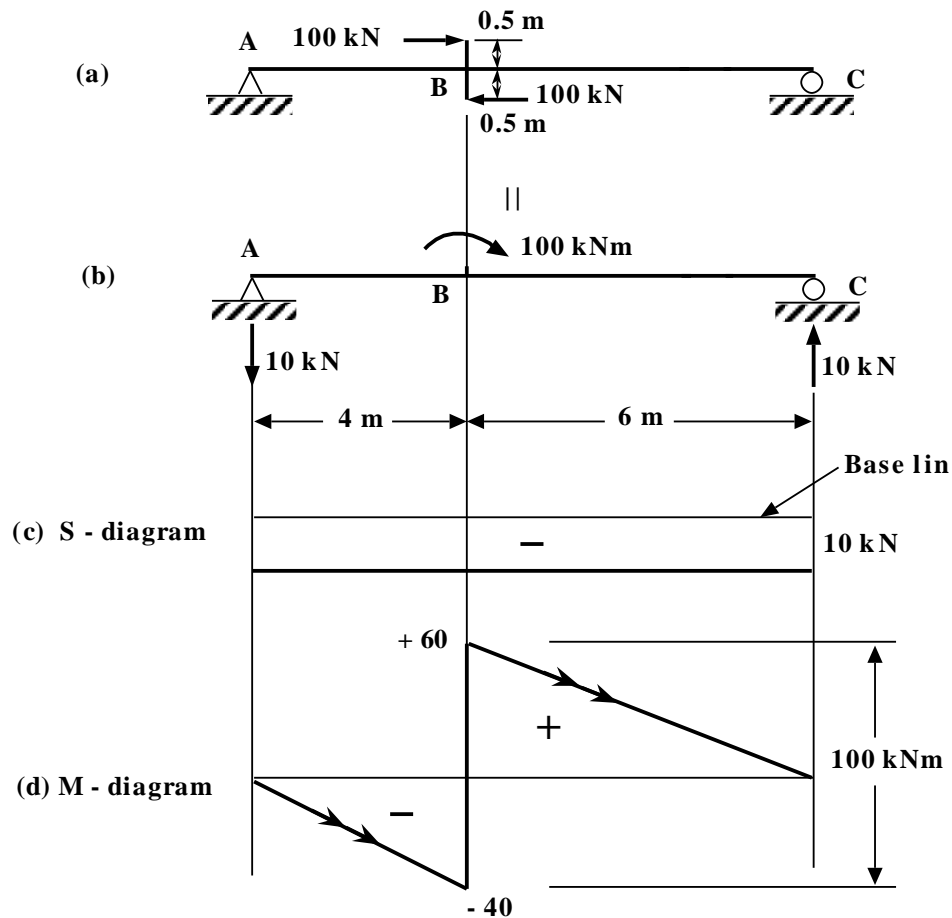 0.5 m
100 kN
A
(a)
B
100 kN
C
0.5 m
||
100 kNm
A
(b)
B
C
10 kN
10 kN
4 m
6 m
Base lin
(c) S - diagram
−
10 kN
+ 60
+
100 kNm
(d) M - diagram
−
- 40